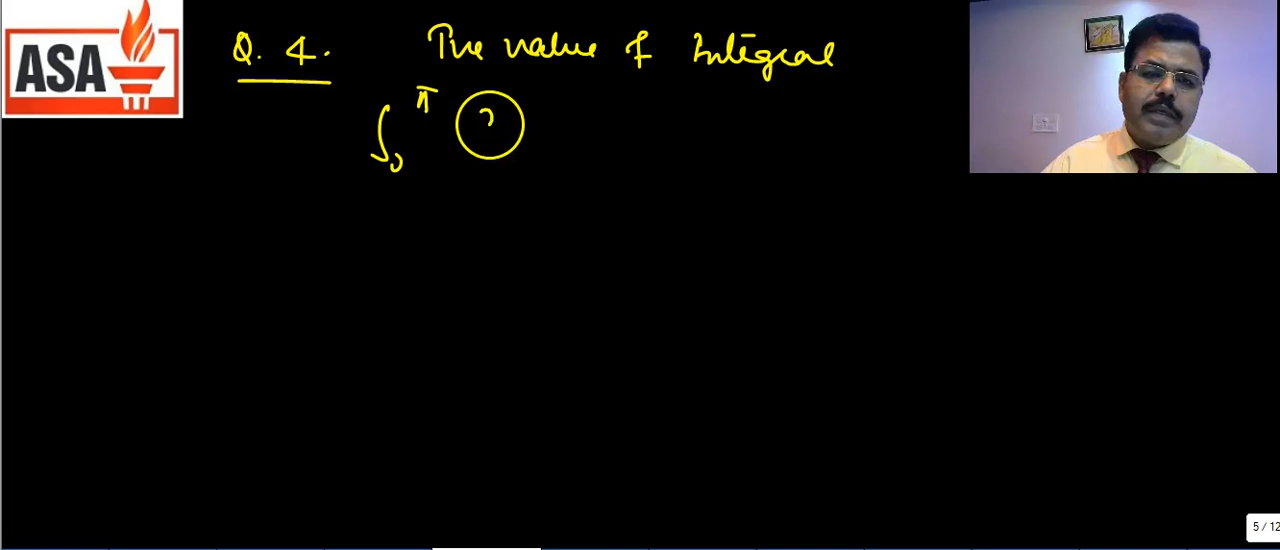 ASA
Q. 4. The value of Integral
∫₀^π ?
5 / 12